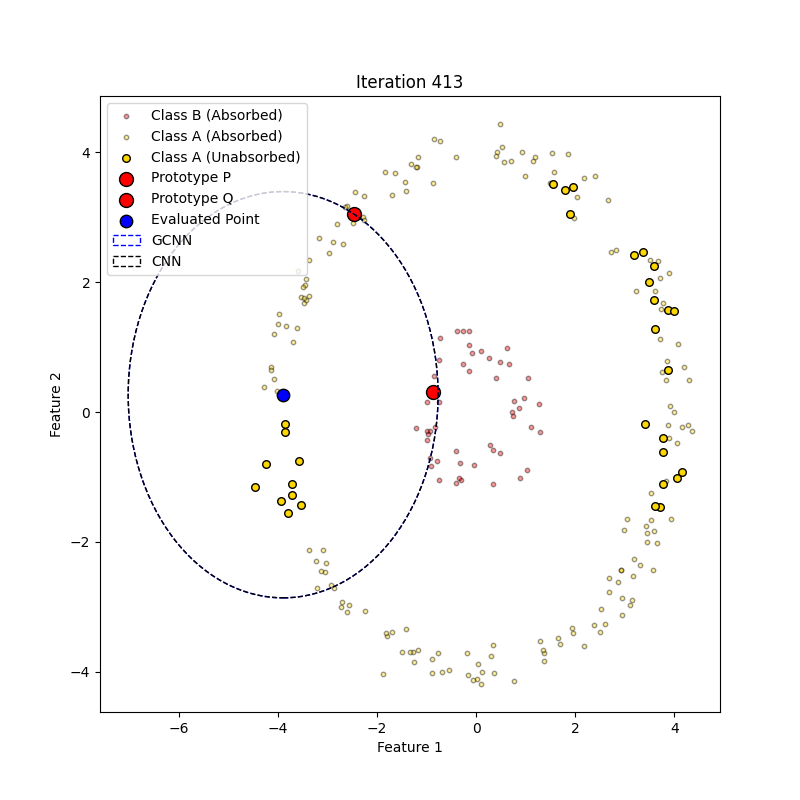 Iteration 413
Class B (Absorbed)
Class A (Absorbed)
Class A (Unabsorbed)
Prototype P
Prototype Q
Evaluated Point
GCNN
CNN
Feature 2
4
2
0
−2
−4
−6
−4
−2
0
2
4
Feature 1